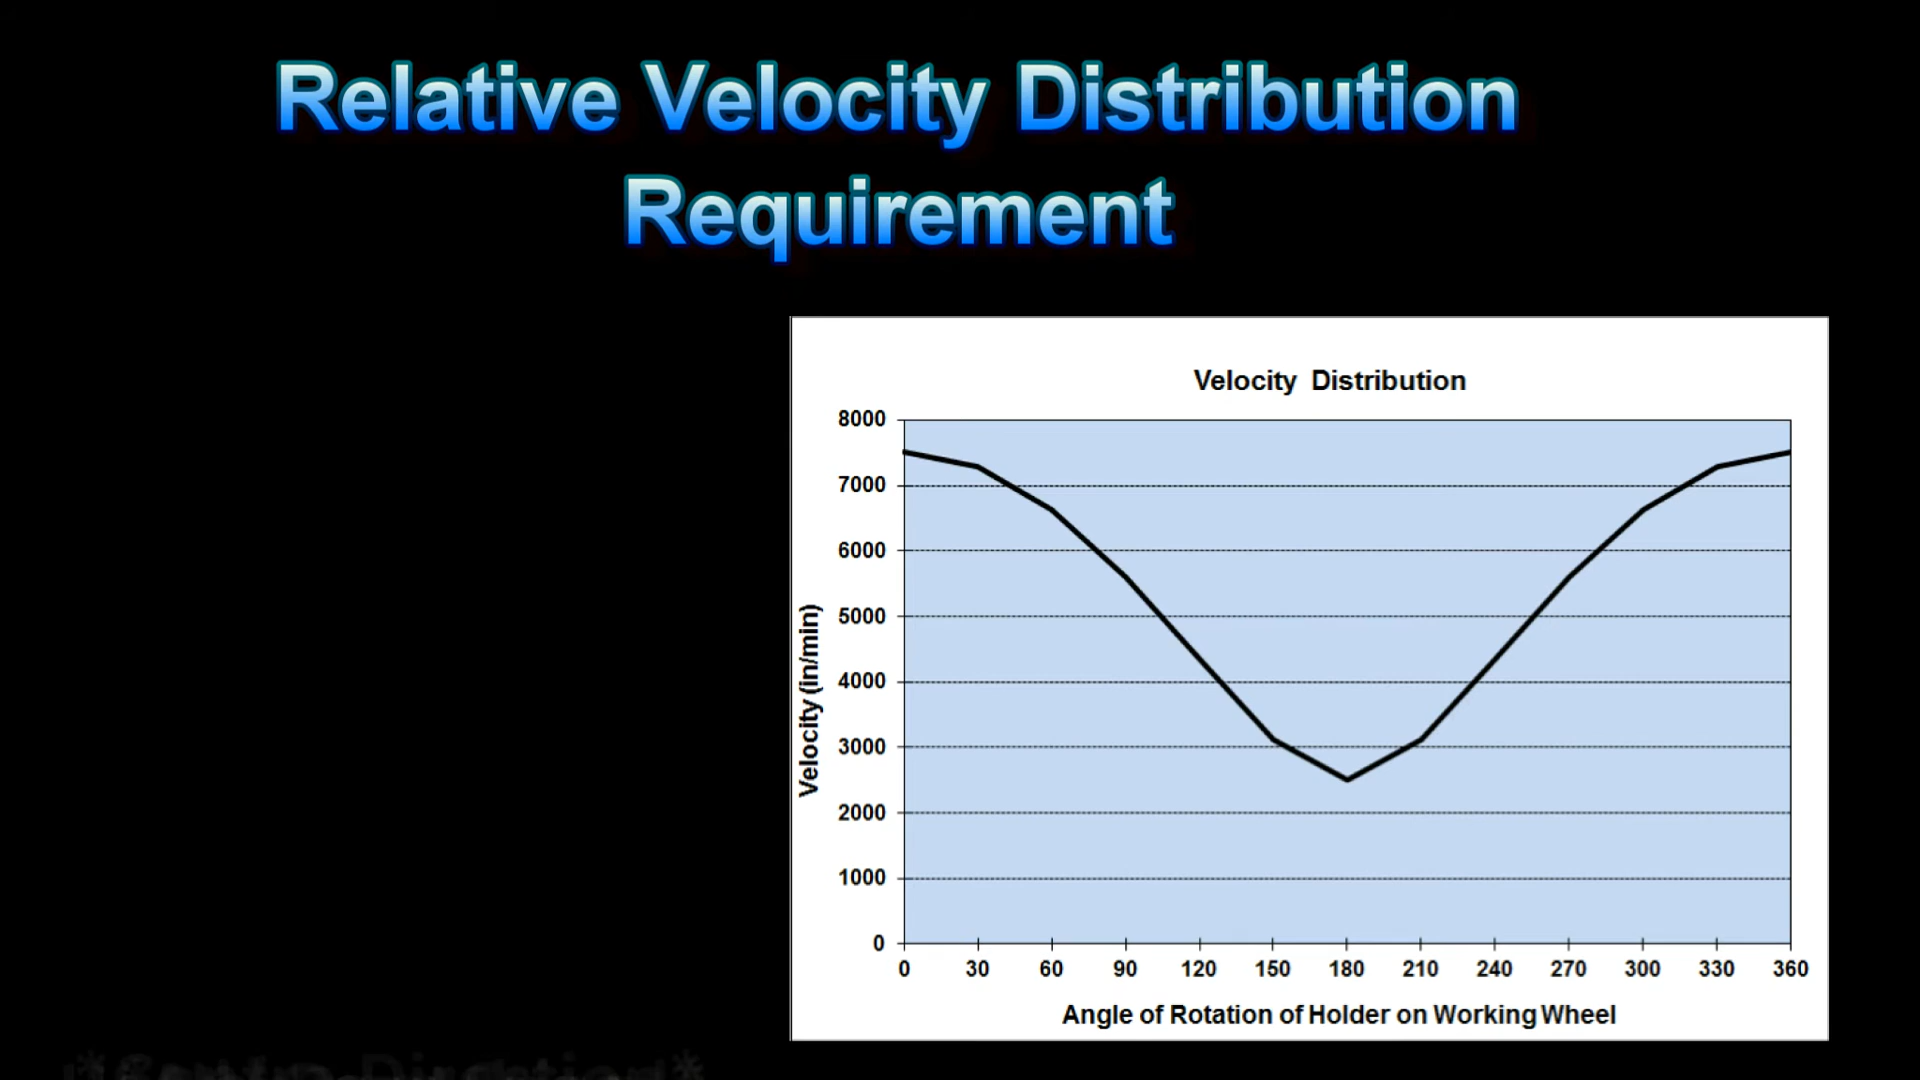 Relative Velocity Distribution
Requirement
Velocity Distribution
8000
7000
6000
5000
4000
3000
2000
1000
0
Velocity (in/min)
0 30 60 90 120 150 180 210 240 270 300 330 360
Angle of Rotation of Holder on Working Wheel